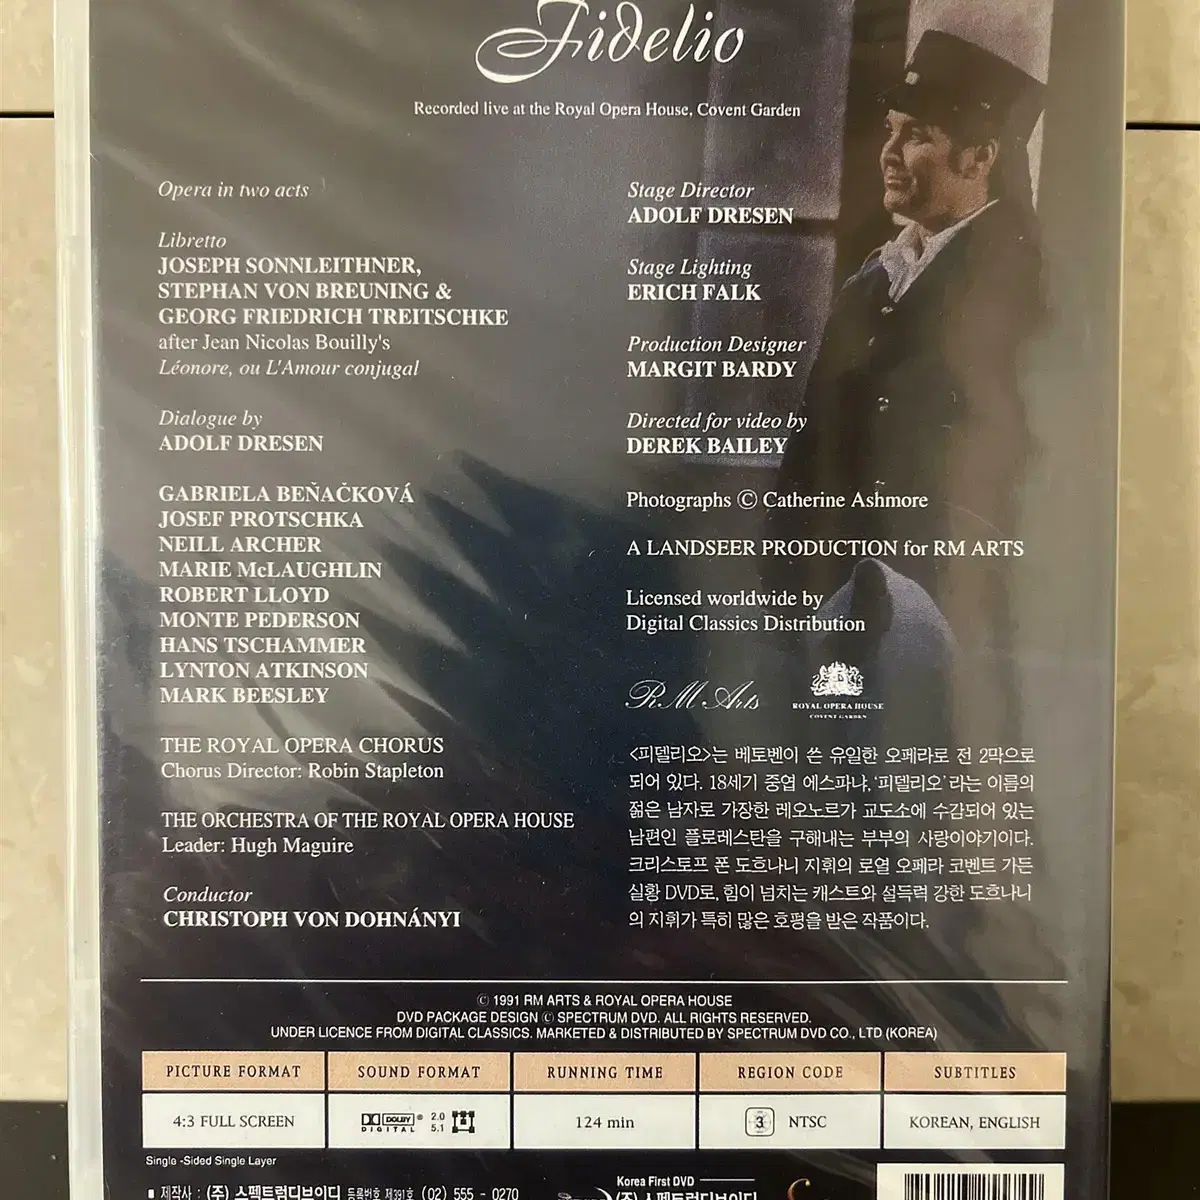 Fidelio
Recorded live at the Royal Opera House, Covent Garden
Opera in two acts
Libretto
JOSEPH SONNLEITHNER,
STEPHAN VON BREUNING &
GEORG FRIEDRICH TREITSCHKE
after Jean Nicolas Bouilly's
Léonore, ou L'Amour conjugal
Dialogue by
ADOLF DRESEN
GABRIELA BEŇAČKOVÁ
JOSEF PROTSCHKA
NEILL ARCHER
MARIE McLAUGHLIN
ROBERT LLOYD
MONTE PEDERSON
HANS TSCHAMMER
LYNTON ATKINSON
MARK BEESLEY
THE ROYAL OPERA CHORUS
Chorus Director: Robin Stapleton
THE ORCHESTRA OF THE ROYAL OPERA HOUSE
Leader: Hugh Maguire
Conductor
CHRISTOPH VON DOHNÁNYI
Stage Director
ADOLF DRESEN
Stage Lighting
ERICH FALK
Production Designer
MARGIT BARDY
Directed for video by
DEREK BAILEY
Photographs © Catherine Ashmore
A LANDSEER PRODUCTION for RM ARTS
Licensed worldwide by
Digital Classics Distribution
RM Arts
ROYAL OPERA HOUSE
COVENT GARDEN
<피델리오>는 베토벤이 쓴 유일한 오페라로 전 2막으로
되어 있다. 18세기 중엽 에스파냐, '피델리오'라는 이름의
젊은 남자로 가장한 레오노르가 교도소에 수감되어 있는
남편인 플로레스탄을 구해내는 부부의 사랑이야기이다.
크리스토프 폰 도흐나니 지휘의 로열 오페라 코벤트 가든
실황 DVD로, 힘이 넘치는 캐스트와 설득력 강한 도흐나니
의 지휘가 특히 많은 호평을 받은 작품이다.
© 1991 RM ARTS & ROYAL OPERA HOUSE
DVD PACKAGE DESIGN © SPECTRUM DVD. ALL RIGHTS RESERVED.
UNDER LICENCE FROM DIGITAL CLASSICS. MARKETED & DISTRIBUTED BY SPECTRUM DVD CO., LTD (KOREA)
PICTURE FORMAT SOUND FORMAT RUNNING TIME REGION CODE SUBTITLES
4:3 FULL SCREEN DOLBY DIGITAL 2.0 5.1 124 min 3 NTSC KOREAN, ENGLISH
Single -Sided Single Layer
■ 제작사 : (주) 스펙트럼디브이디 등록번호 제391호 (02) 555 - 0270
Korea First DVD
(주) 스펙트럼디브이디